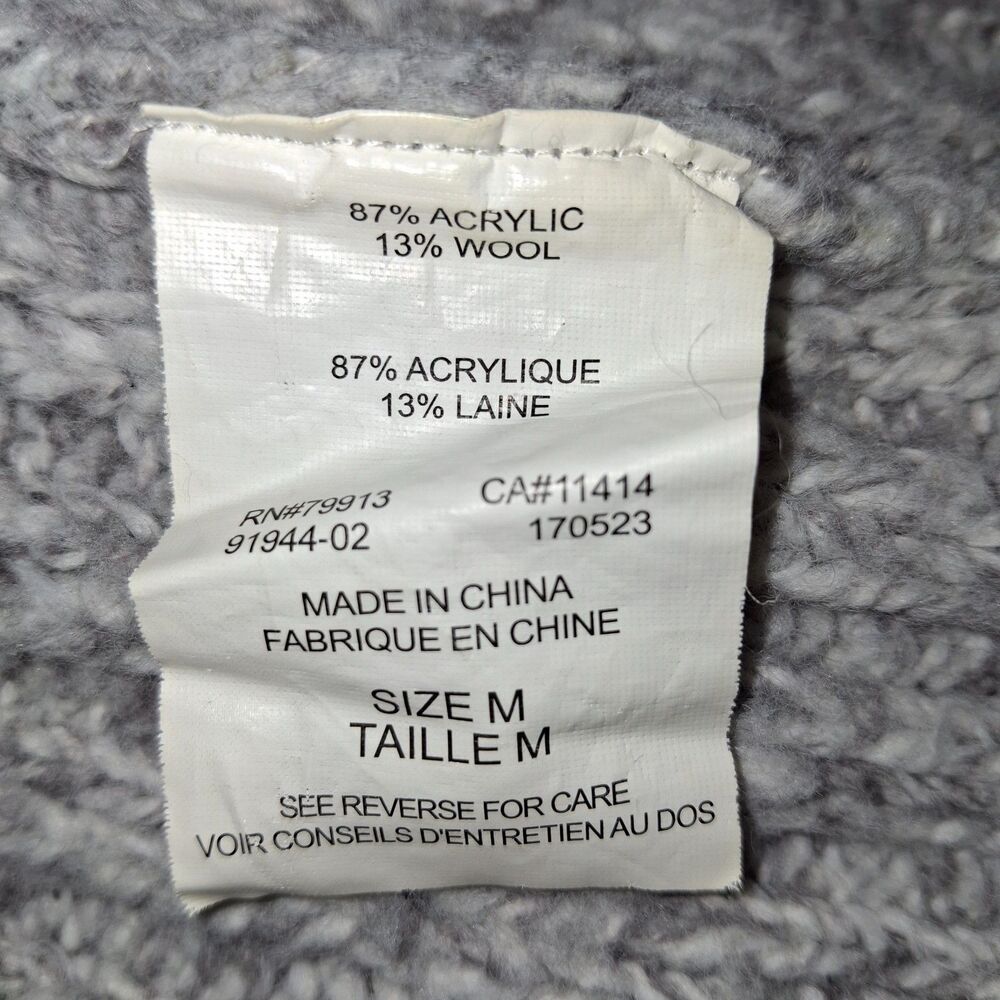 87% ACRYLIC
13% WOOL
87% ACRYLIQUE
13% LAINE
RN#79913 CA#11414
91944-02 170523
MADE IN CHINA
FABRIQUE EN CHINE
SIZE M
TAILLE M
SEE REVERSE FOR CARE
VOIR CONSEILS D'ENTRETIEN AU DOS